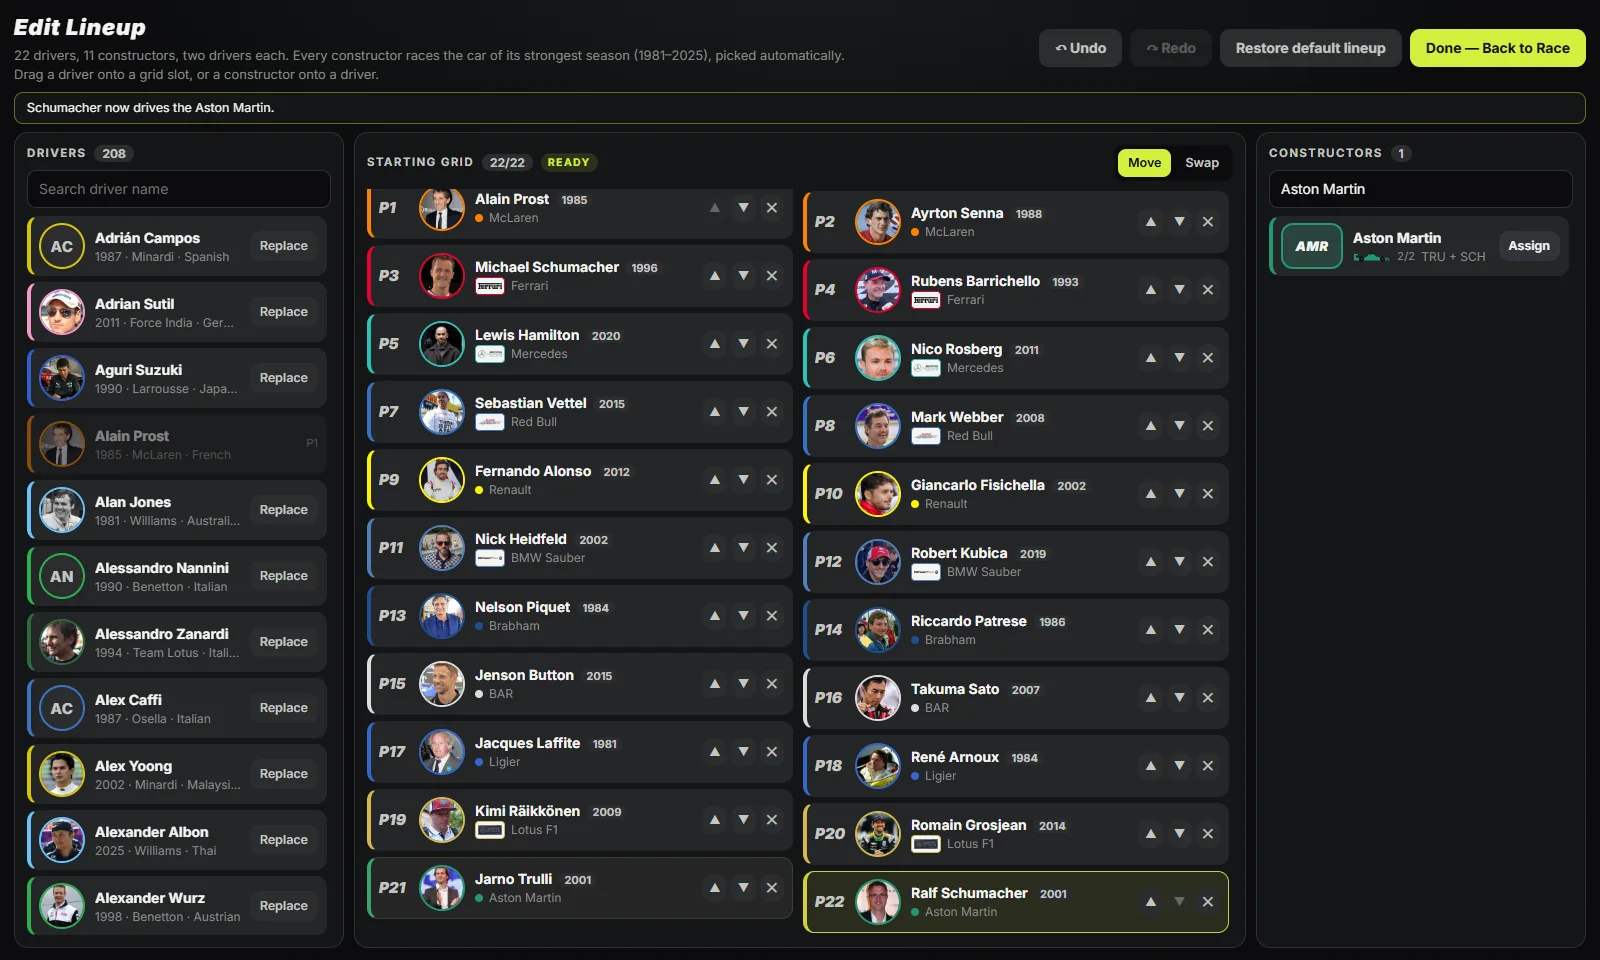 Edit Lineup
22 drivers, 11 constructors, two drivers each. Every constructor races the car of its strongest season (1981–2025), picked automatically.
Drag a driver onto a grid slot, or a constructor onto a driver.
↶ Undo
↷ Redo
Restore default lineup
Done — Back to Race
Schumacher now drives the Aston Martin.
DRIVERS 208
Search driver name
AC
Adrián Campos
1987 · Minardi · Spanish
Replace
Adrian Sutil
2011 · Force India · Ger...
Replace
Aguri Suzuki
1990 · Larrousse · Japa...
Replace
Alain Prost
1985 · McLaren · French
P1
Alan Jones
1981 · Williams · Australi...
Replace
AN
Alessandro Nannini
1990 · Benetton · Italian
Replace
Alessandro Zanardi
1994 · Team Lotus · Itali...
Replace
AC
Alex Caffi
1987 · Osella · Italian
Replace
Alex Yoong
2002 · Minardi · Malaysi...
Replace
Alexander Albon
2025 · Williams · Thai
Replace
Alexander Wurz
1998 · Benetton · Austrian
Replace
STARTING GRID 22/22 READY
Move
Swap
P1
Alain Prost 1985
McLaren
P2
Ayrton Senna 1988
McLaren
P3
Michael Schumacher 1996
Ferrari
P4
Rubens Barrichello 1993
Ferrari
P5
Lewis Hamilton 2020
Mercedes
P6
Nico Rosberg 2011
Mercedes
P7
Sebastian Vettel 2015
Red Bull
P8
Mark Webber 2008
Red Bull
P9
Fernando Alonso 2012
Renault
P10
Giancarlo Fisichella 2002
Renault
P11
Nick Heidfeld 2002
BMW Sauber
P12
Robert Kubica 2019
BMW Sauber
P13
Nelson Piquet 1984
Brabham
P14
Riccardo Patrese 1986
Brabham
P15
Jenson Button 2015
BAR
P16
Takuma Sato 2007
BAR
P17
Jacques Laffite 1981
Ligier
P18
René Arnoux 1984
Ligier
P19
Kimi Räikkönen 2009
Lotus F1
P20
Romain Grosjean 2014
Lotus F1
P21
Jarno Trulli 2001
Aston Martin
P22
Ralf Schumacher 2001
Aston Martin
CONSTRUCTORS 1
Aston Martin
AMR
Aston Martin
2/2 TRU + SCH
Assign